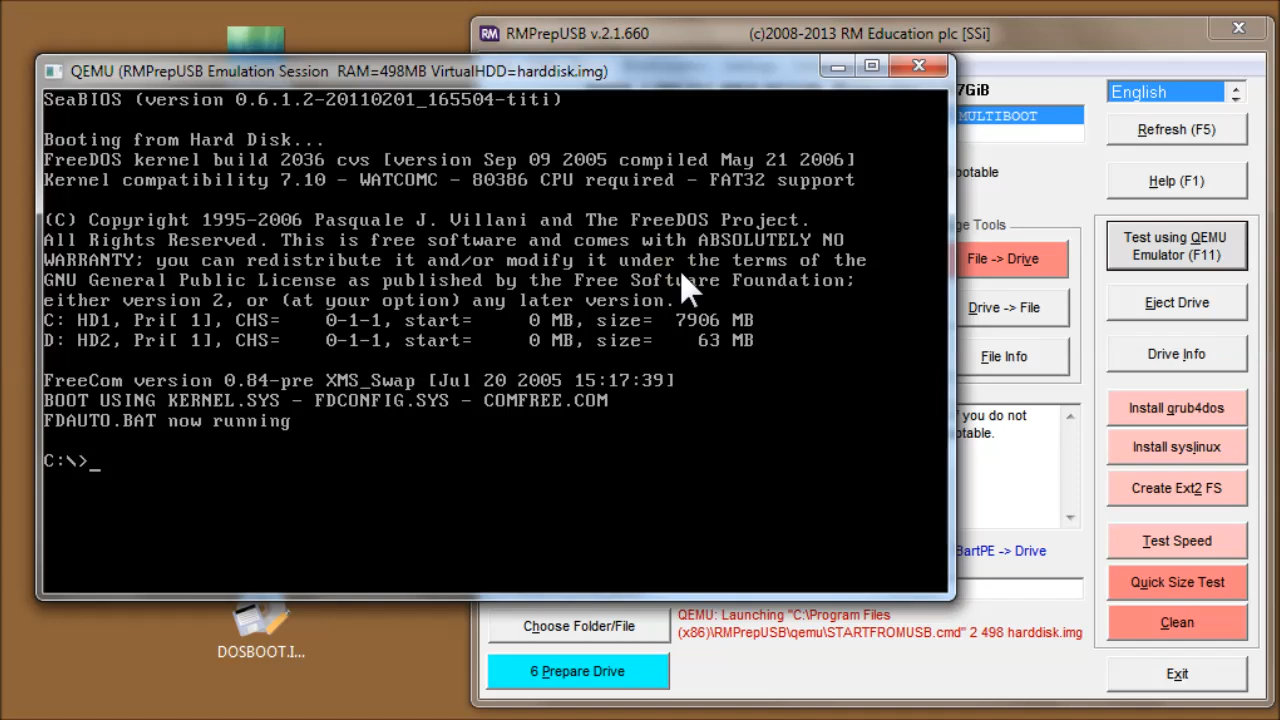 RM RMPrepUSB v.2.1.660 (c)2008-2013 RM Education plc [SSi]
QEMU (RMPrepUSB Emulation Session RAM=498MB VirtualHDD=harddisk.img)
SeaBIOS (version 0.6.1.2-20110201_165504-titi)
Booting from Hard Disk...
FreeDOS kernel build 2036 cvs [version Sep 09 2005 compiled May 21 2006]
Kernel compatibility 7.10 - WATCOMC - 80386 CPU required - FAT32 support
(C) Copyright 1995-2006 Pasquale J. Villani and The FreeDOS Project.
All Rights Reserved. This is free software and comes with ABSOLUTELY NO
WARRANTY; you can redistribute it and/or modify it under the terms of the
GNU General Public License as published by the Free Software Foundation;
either version 2, or (at your option) any later version.
C: HD1, Pri[ 1], CHS=    0-1-1, start=     0 MB, size=  7906 MB
D: HD2, Pri[ 1], CHS=    0-1-1, start=     0 MB, size=    63 MB
FreeCom version 0.84-pre XMS_Swap [Jul 20 2005 15:17:39]
BOOT USING KERNEL.SYS - FDCONFIG.SYS - COMFREE.COM
FDAUTO.BAT now running
C:\>_
7GiB
MULTIBOOT
otable
ge Tools
File -> Drive
Drive -> File
File Info
f you do not
table.
BartPE -> Drive
English
Refresh (F5)
Help (F1)
Test using QEMU
Emulator (F11)
Eject Drive
Drive Info
Install grub4dos
Install syslinux
Create Ext2 FS
Test Speed
Quick Size Test
Clean
Exit
Choose Folder/File
QEMU: Launching "C:\Program Files
(x86)\RMPrepUSB\qemu\STARTFROMUSB.cmd" 2 498 harddisk.img
6 Prepare Drive
DOSBOOT.I...